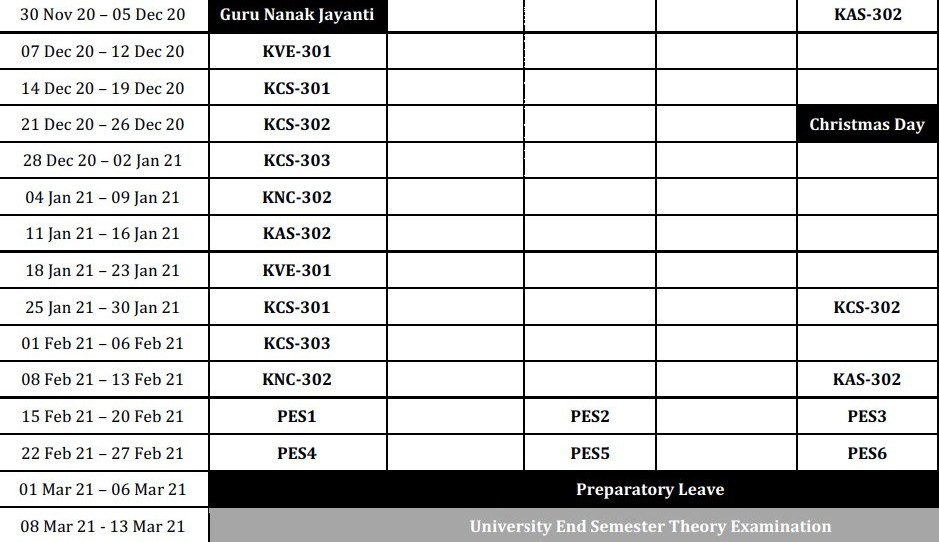 30 Nov 20 – 05 Dec 20 Guru Nanak Jayanti KAS-302
07 Dec 20 – 12 Dec 20 KVE-301
14 Dec 20 – 19 Dec 20 KCS-301
21 Dec 20 – 26 Dec 20 KCS-302 Christmas Day
28 Dec 20 – 02 Jan 21 KCS-303
04 Jan 21 – 09 Jan 21 KNC-302
11 Jan 21 – 16 Jan 21 KAS-302
18 Jan 21 – 23 Jan 21 KVE-301
25 Jan 21 – 30 Jan 21 KCS-301 KCS-302
01 Feb 21 – 06 Feb 21 KCS-303
08 Feb 21 – 13 Feb 21 KNC-302 KAS-302
15 Feb 21 – 20 Feb 21 PES1 PES2 PES3
22 Feb 21 – 27 Feb 21 PES4 PES5 PES6
01 Mar 21 – 06 Mar 21 Preparatory Leave
08 Mar 21 - 13 Mar 21 University End Semester Theory Examination